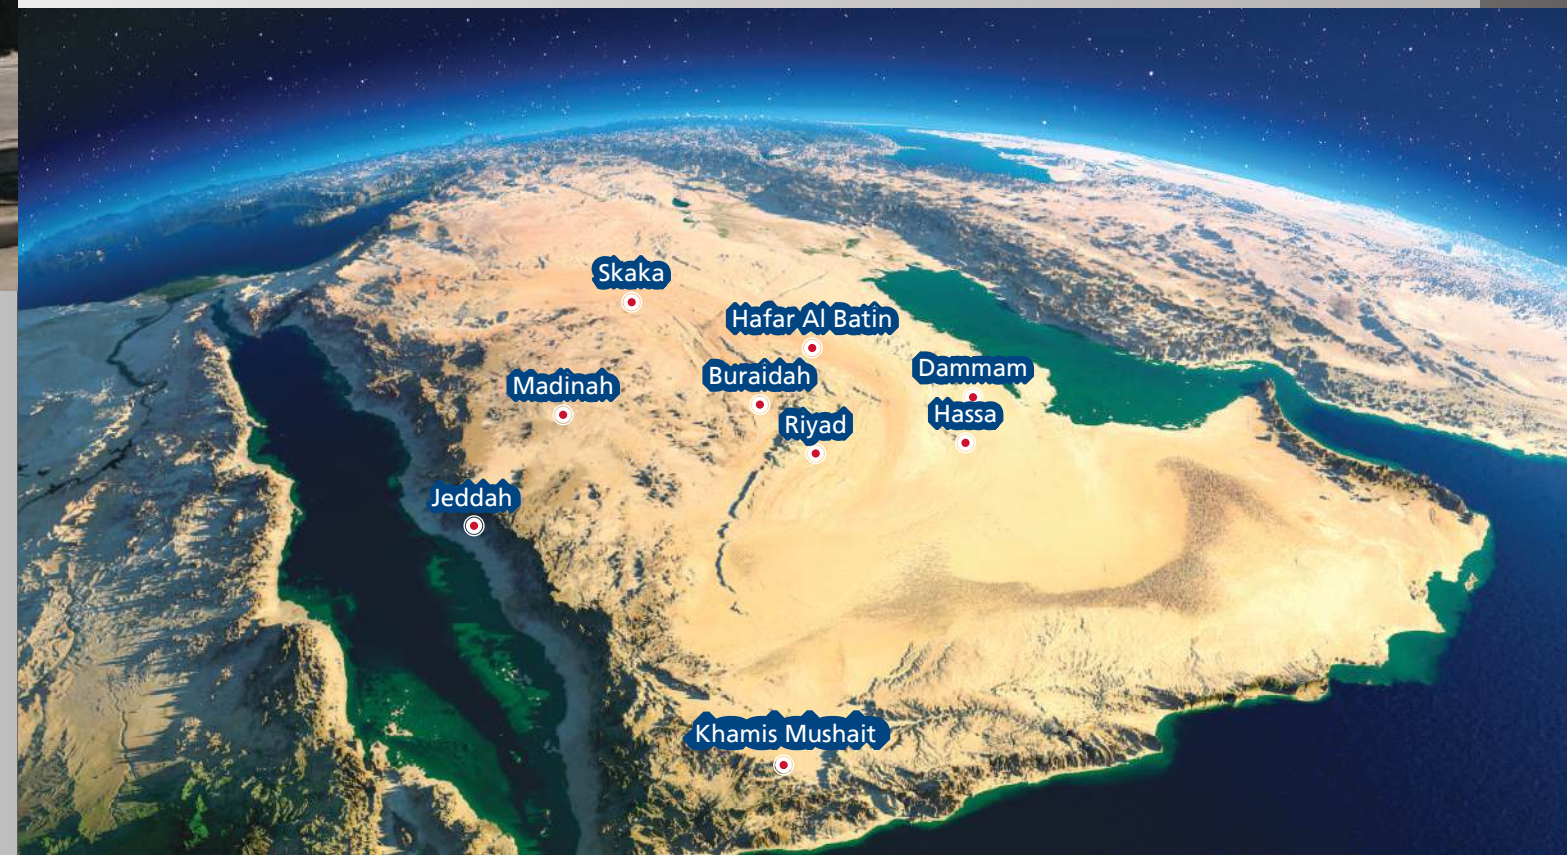 Skaka
Hafar Al Batin
Dammam
Buraidah
Madinah
Hassa
Riyad
Jeddah
Khamis Mushait